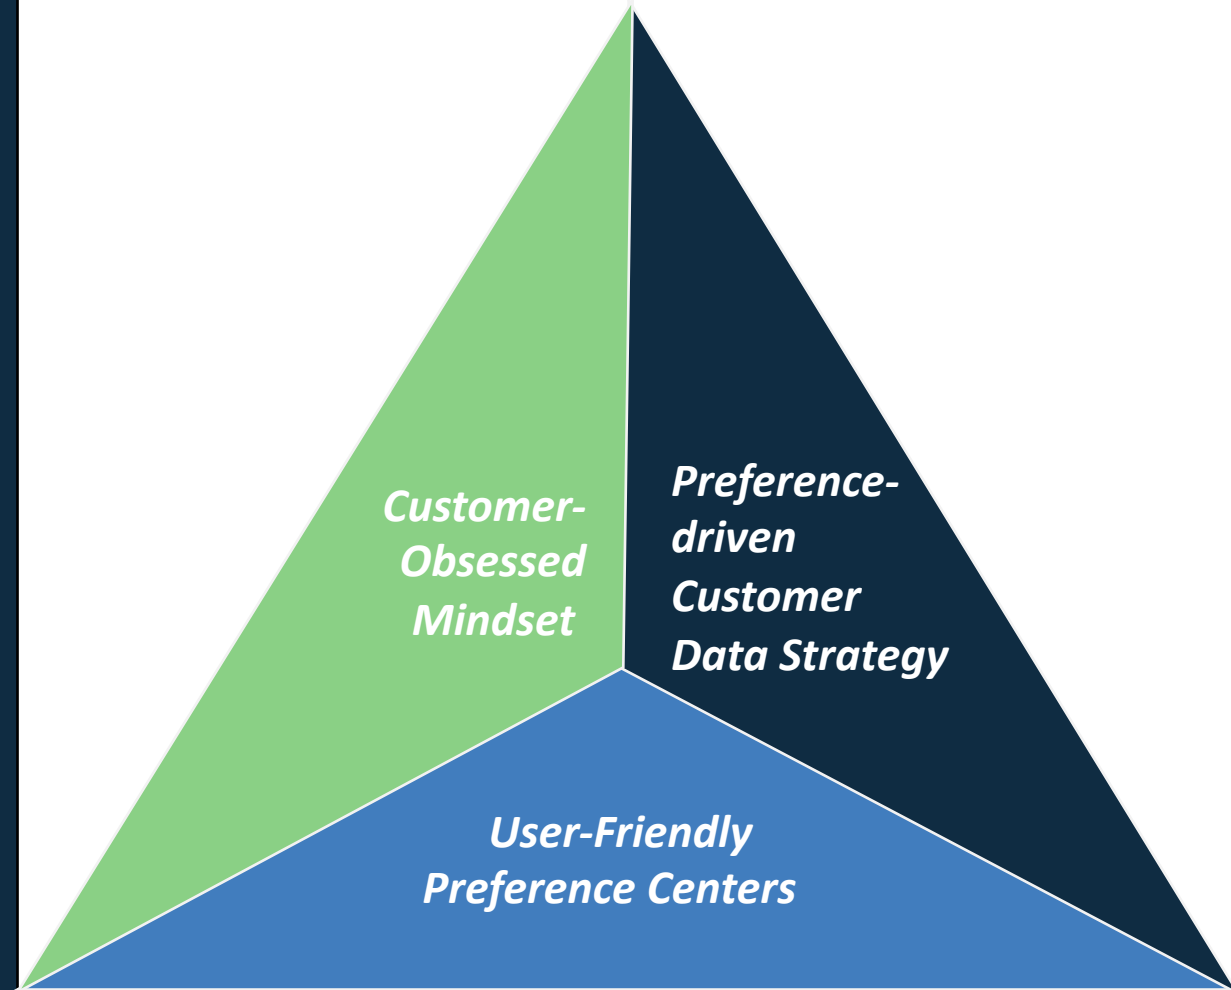 Customer-
Obsessed
Mindset
Preference-
driven
Customer
Data Strategy
User-Friendly
Preference Centers